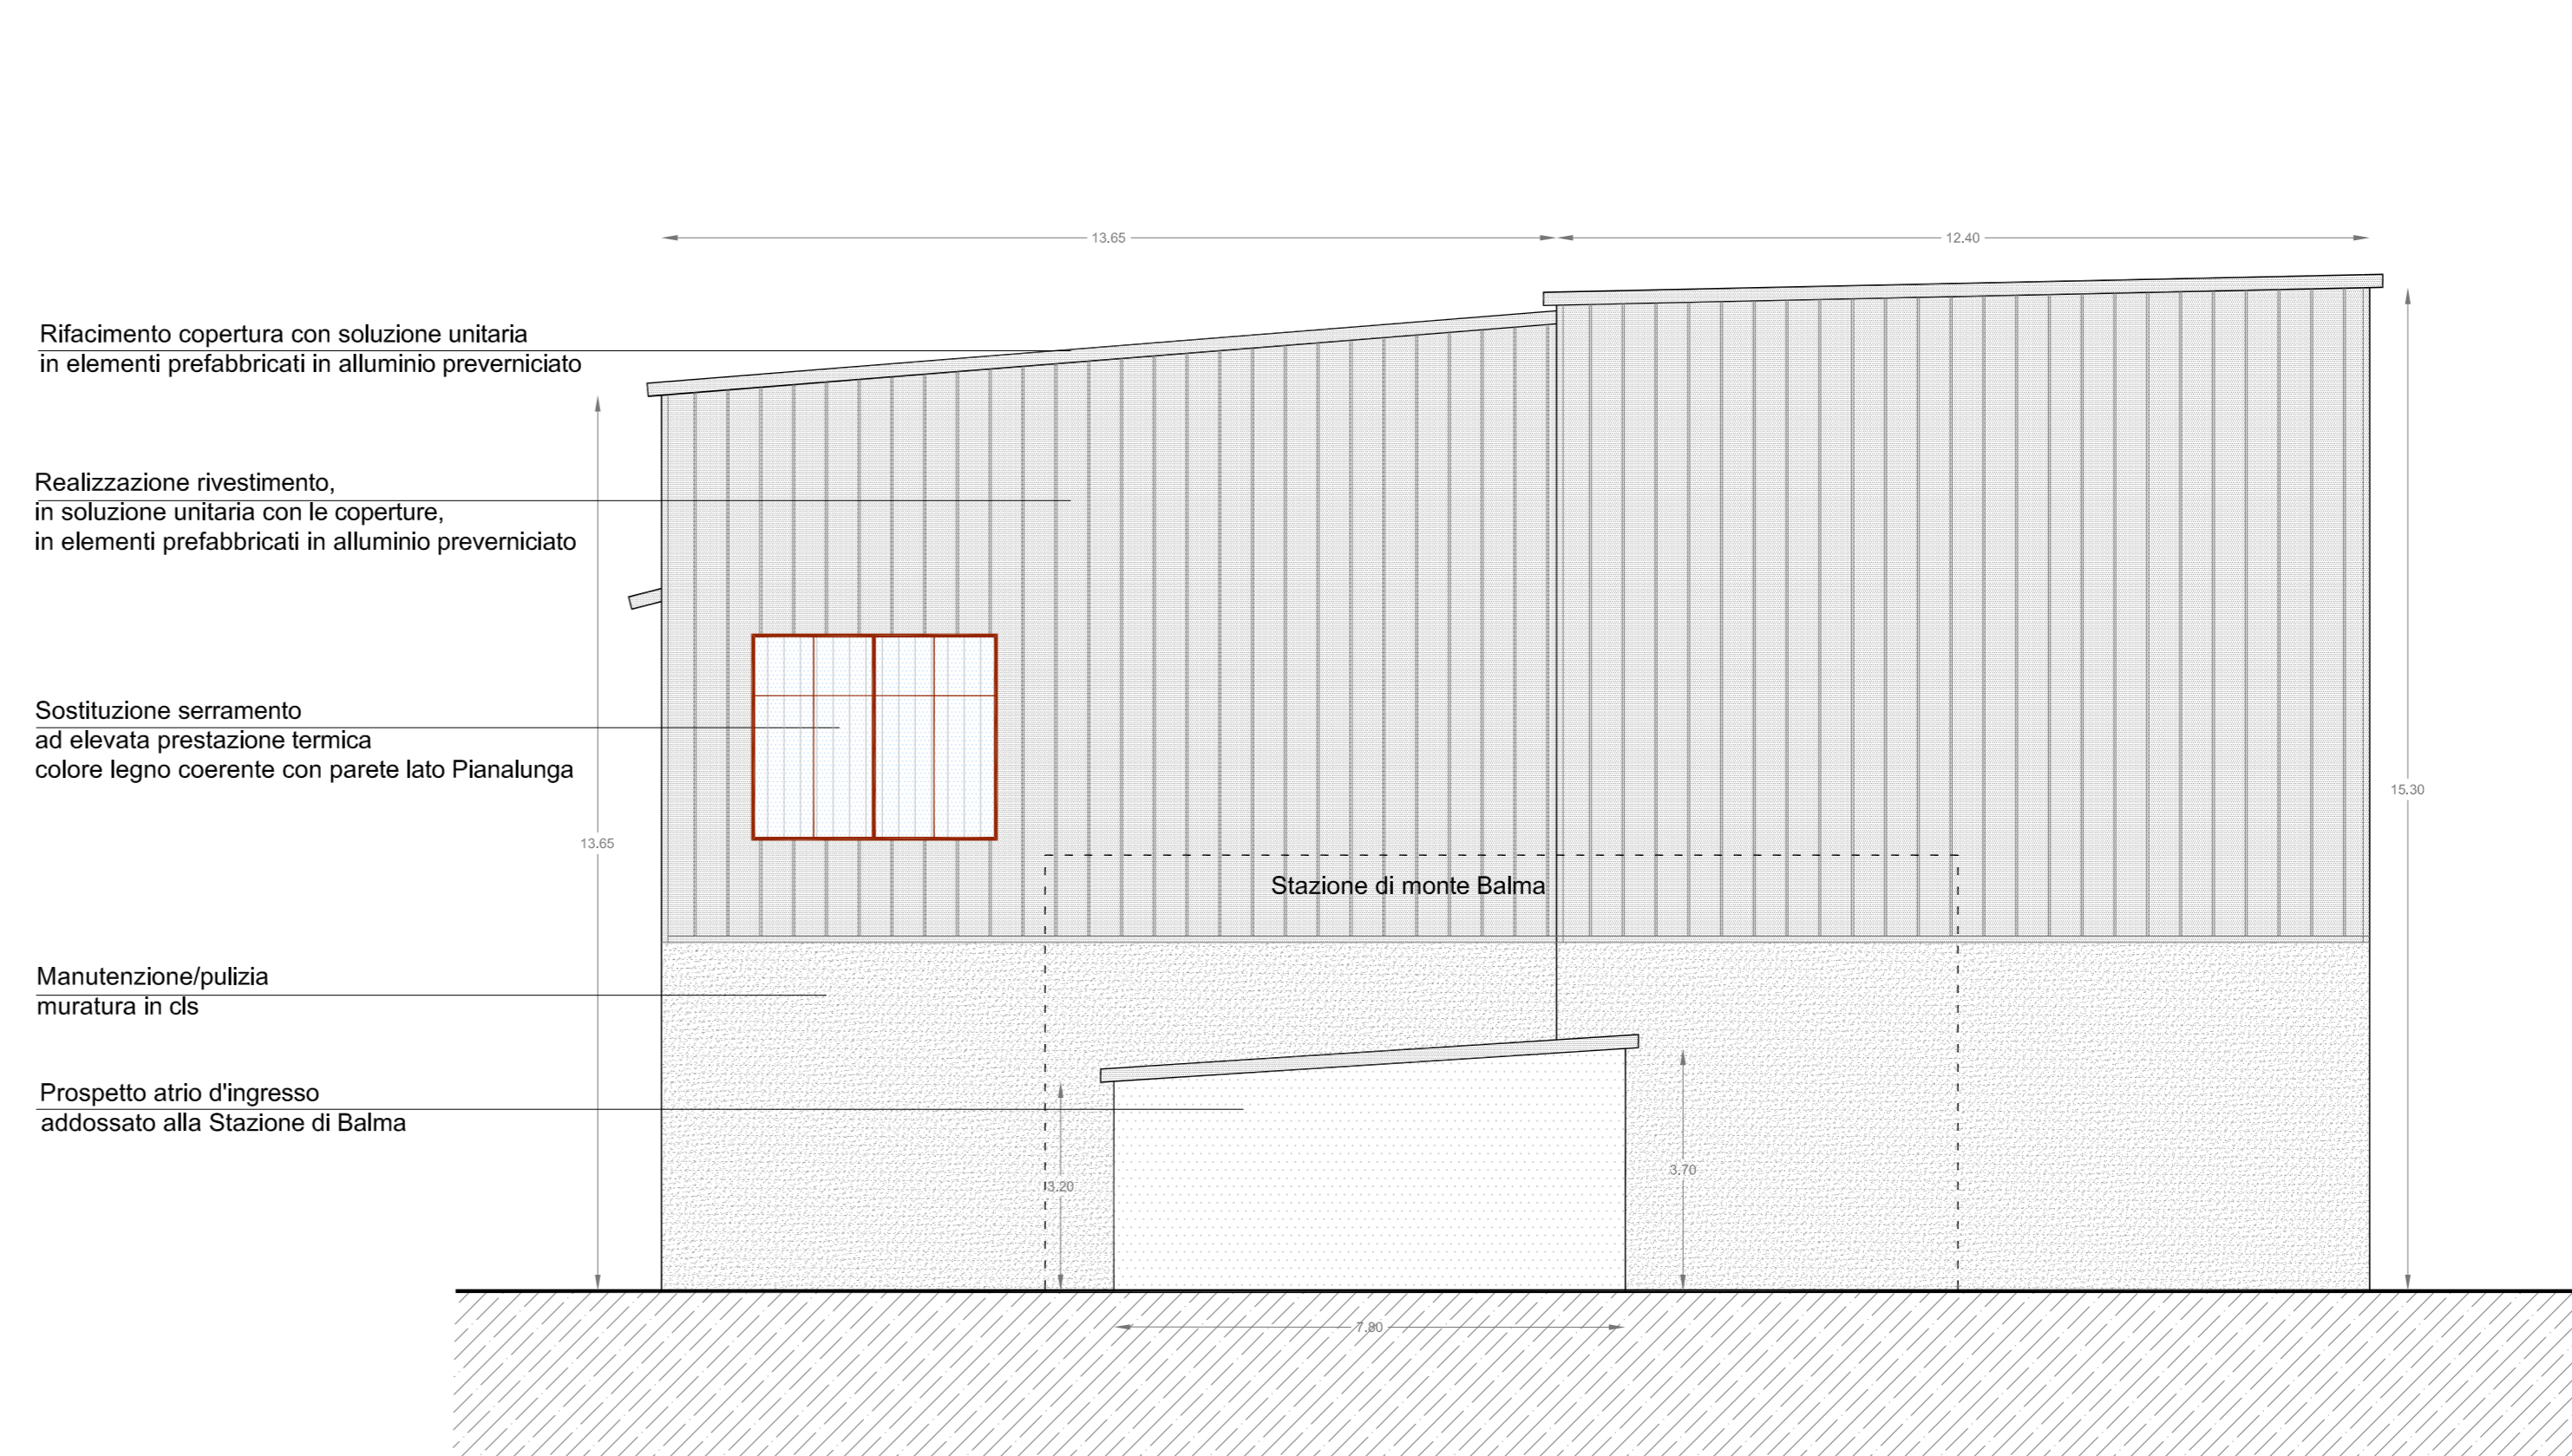 13.65
12.40
Rifacimento copertura con soluzione unitaria
in elementi prefabbricati in alluminio preverniciato
Realizzazione rivestimento,
in soluzione unitaria con le coperture,
in elementi prefabbricati in alluminio preverniciato
Sostituzione serramento
ad elevata prestazione termica
colore legno coerente con parete lato Pianalunga
15.30
13.65
Stazione di monte Balma
Manutenzione/pulizia
muratura in cls
Prospetto atrio d'ingresso
addossato alla Stazione di Balma
3.70
3.20
7.80